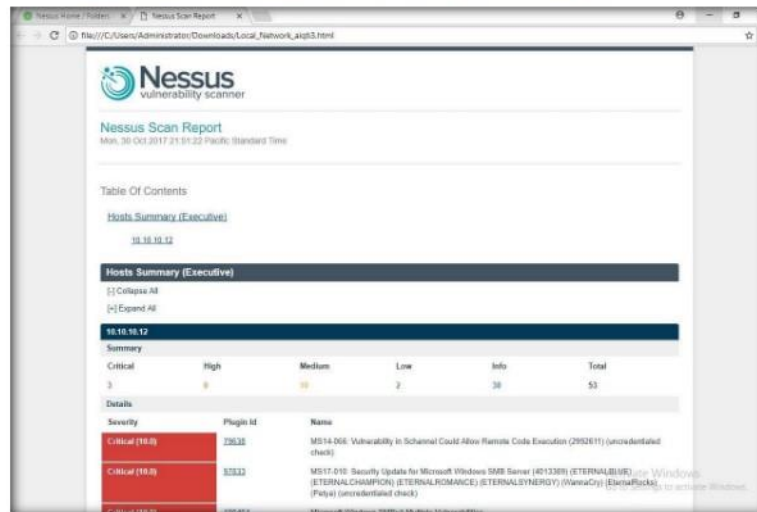 Nessus Home / Folders
Nessus Scan Report
file:///C:/Users/Administrator/Downloads/Local_Network_aiqti3.html
Nessus
vulnerability scanner
Nessus Scan Report
Mon, 30 Oct 2017 21:51:22 Pacific Standard Time
Table Of Contents
Hosts Summary (Executive)
10.10.10.12
Hosts Summary (Executive)
[-] Collapse All
[+] Expand All
10.10.10.12
Summary
Critical High Medium Low Info Total
3 2 53
Details
Severity Plugin Id Name
Critical (10.0) 79638 MS14-066: Vulnerability in Schannel Could Allow Remote Code Execution (2992611) (uncredentialed
check)
Critical (10.0) 97833 MS17-010: Security Update for Microsoft Windows SMB Server (4013389) (ETERNALBLUE)
(ETERNALCHAMPION) (ETERNALROMANCE) (ETERNALSYNERGY) (WannaCry) (EternalRocks)
(Petya) (uncredentialed check)
Windows
to activate Windows.